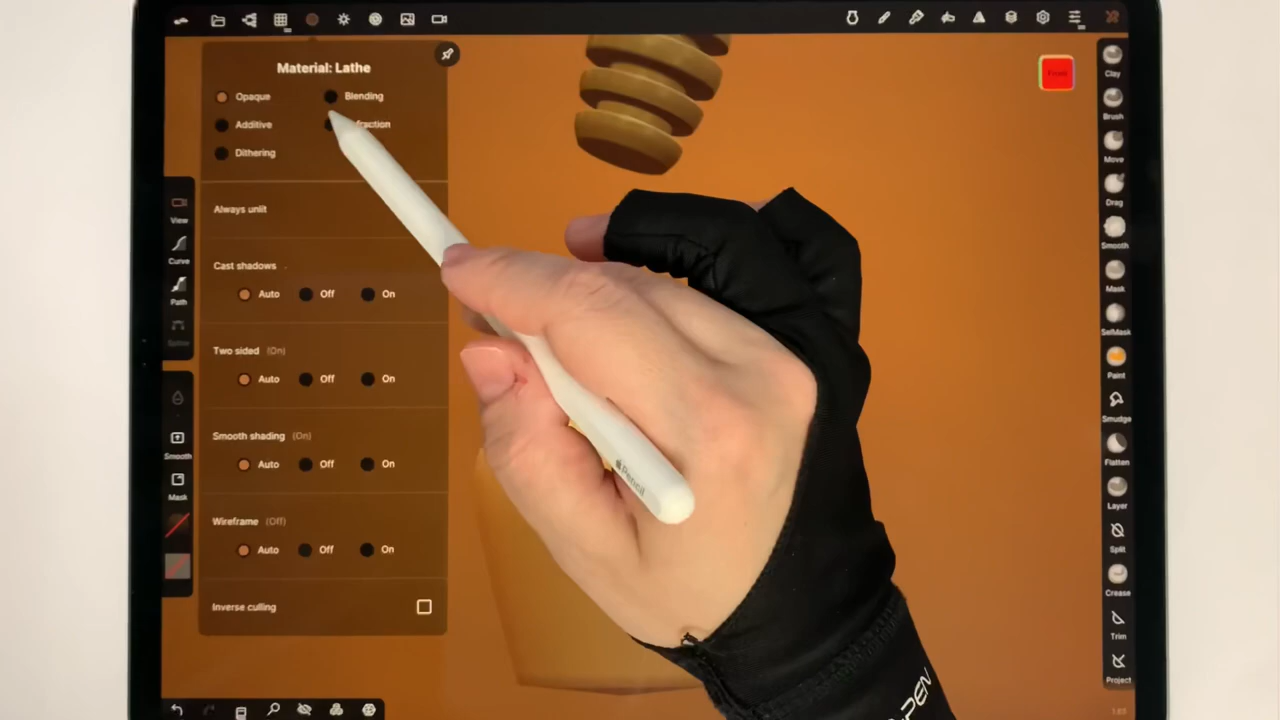 Material: Lathe
Opaque
Blending
Additive
fraction
Dithering
Always unlit
Cast shadows
Auto
Off
On
Two sided (On)
Auto
Off
On
Smooth shading (On)
Auto
Off
On
Wireframe (Off)
Auto
Off
On
Inverse culling
View
Curve
Path
Smooth
Mask
Pencil
PEN
Clay
Brush
Move
Drag
Smooth
Mask
SelMask
Paint
Smudge
Flatten
Layer
Split
Crease
Trim
Project